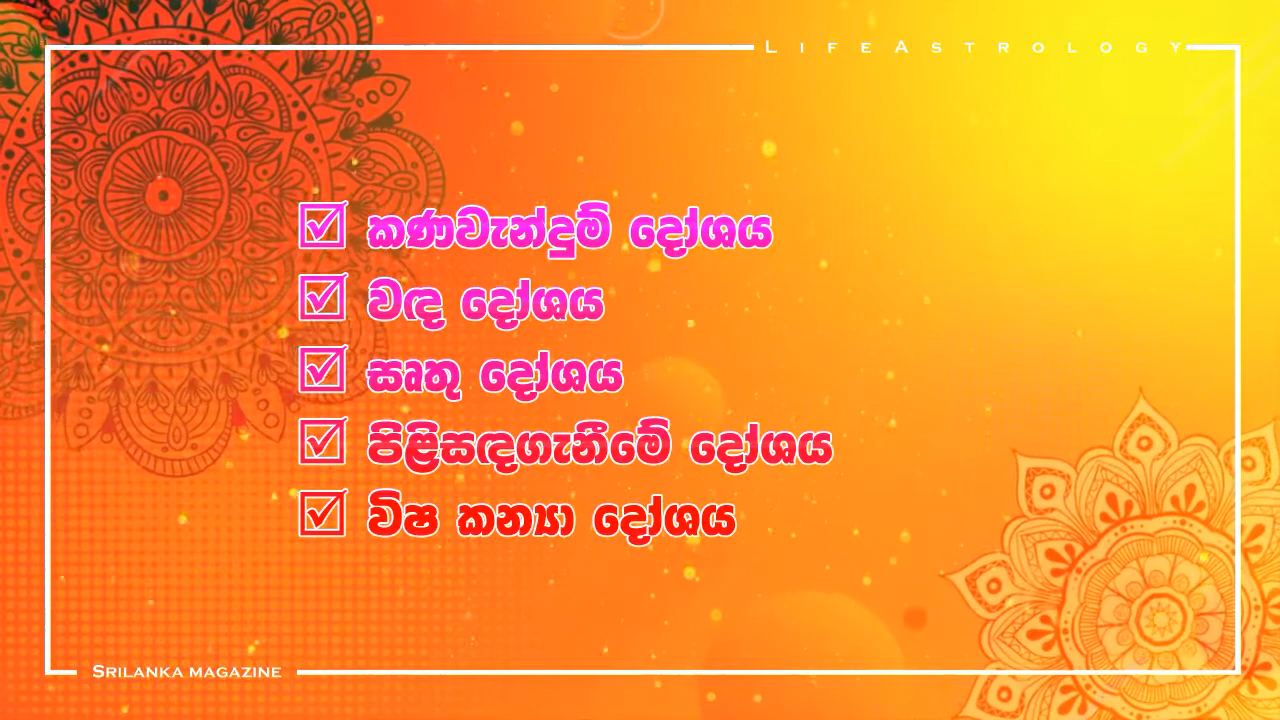 LIFEASTROLOGY
☑ කණවැන්දුම් දෝශය
☑ වඳ දෝශය
☑ සෘතු දෝශය
☑ පිළිසඳගැනීමේ දෝශය
☑ විෂ කන්‍යා දෝශය
SRILANKA MAGAZINE